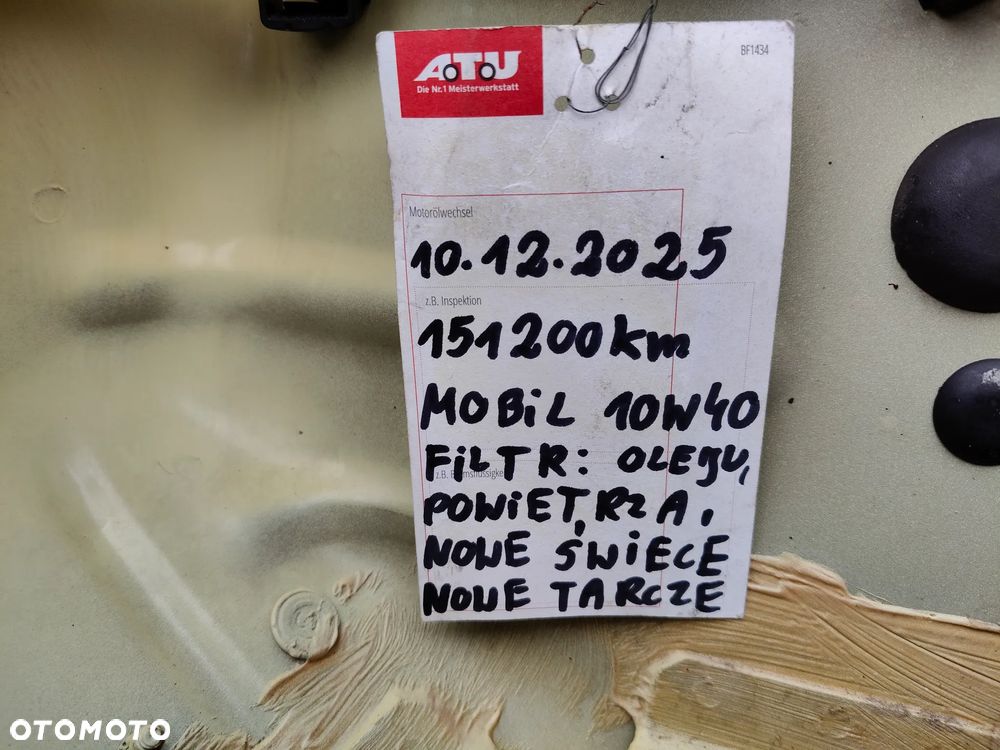 BF1434
ATU
Die Nr.1 Meisterwerkstatt
Motorölwechsel
10.12.2025
z.B. Inspektion
151200km
MOBiL 10W40
FiLTR: OLEJU,
z.B.
POWiETRZA,
NOWE ŚWiECE
NOWE TARCZE
OTOMOTO